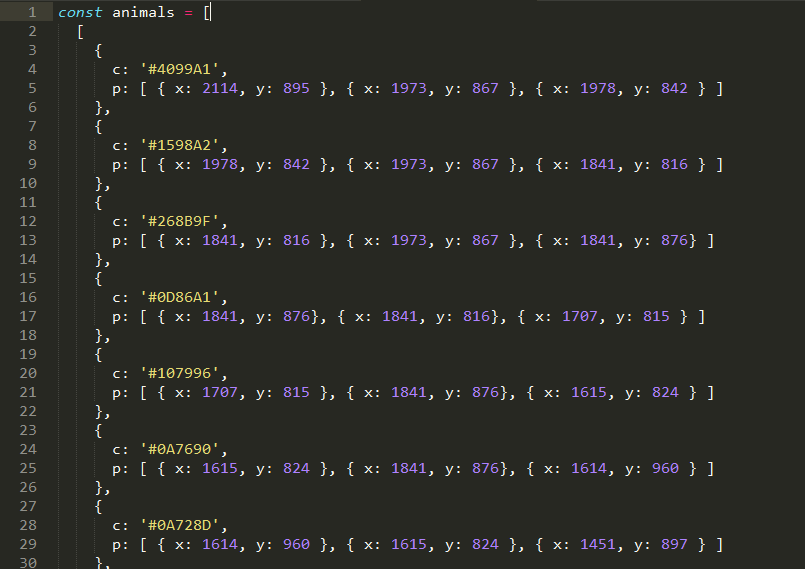 1 const animals = [
2 [
3 {
4 c: '#4099A1',
5 p: [ { x: 2114, y: 895 }, { x: 1973, y: 867 }, { x: 1978, y: 842 } ]
6 },
7 {
8 c: '#1598A2',
9 p: [ { x: 1978, y: 842 }, { x: 1973, y: 867 }, { x: 1841, y: 816 } ]
10 },
11 {
12 c: '#268B9F',
13 p: [ { x: 1841, y: 816 }, { x: 1973, y: 867 }, { x: 1841, y: 876} ]
14 },
15 {
16 c: '#0D86A1',
17 p: [ { x: 1841, y: 876}, { x: 1841, y: 816}, { x: 1707, y: 815 } ]
18 },
19 {
20 c: '#107996',
21 p: [ { x: 1707, y: 815 }, { x: 1841, y: 876}, { x: 1615, y: 824 } ]
22 },
23 {
24 c: '#0A7690',
25 p: [ { x: 1615, y: 824 }, { x: 1841, y: 876}, { x: 1614, y: 960 } ]
26 },
27 {
28 c: '#0A728D',
29 p: [ { x: 1614, y: 960 }, { x: 1615, y: 824 }, { x: 1451, y: 897 } ]
30 },